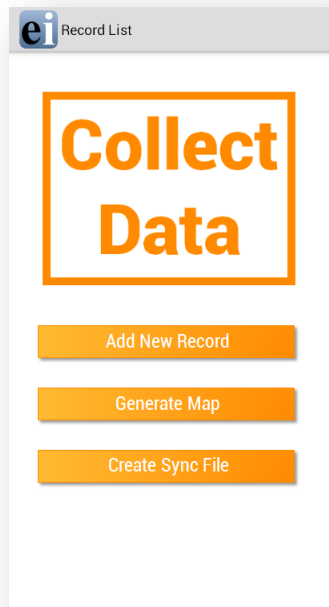 ei Record List
Collect
Data
Add New Record
Generate Map
Create Sync File